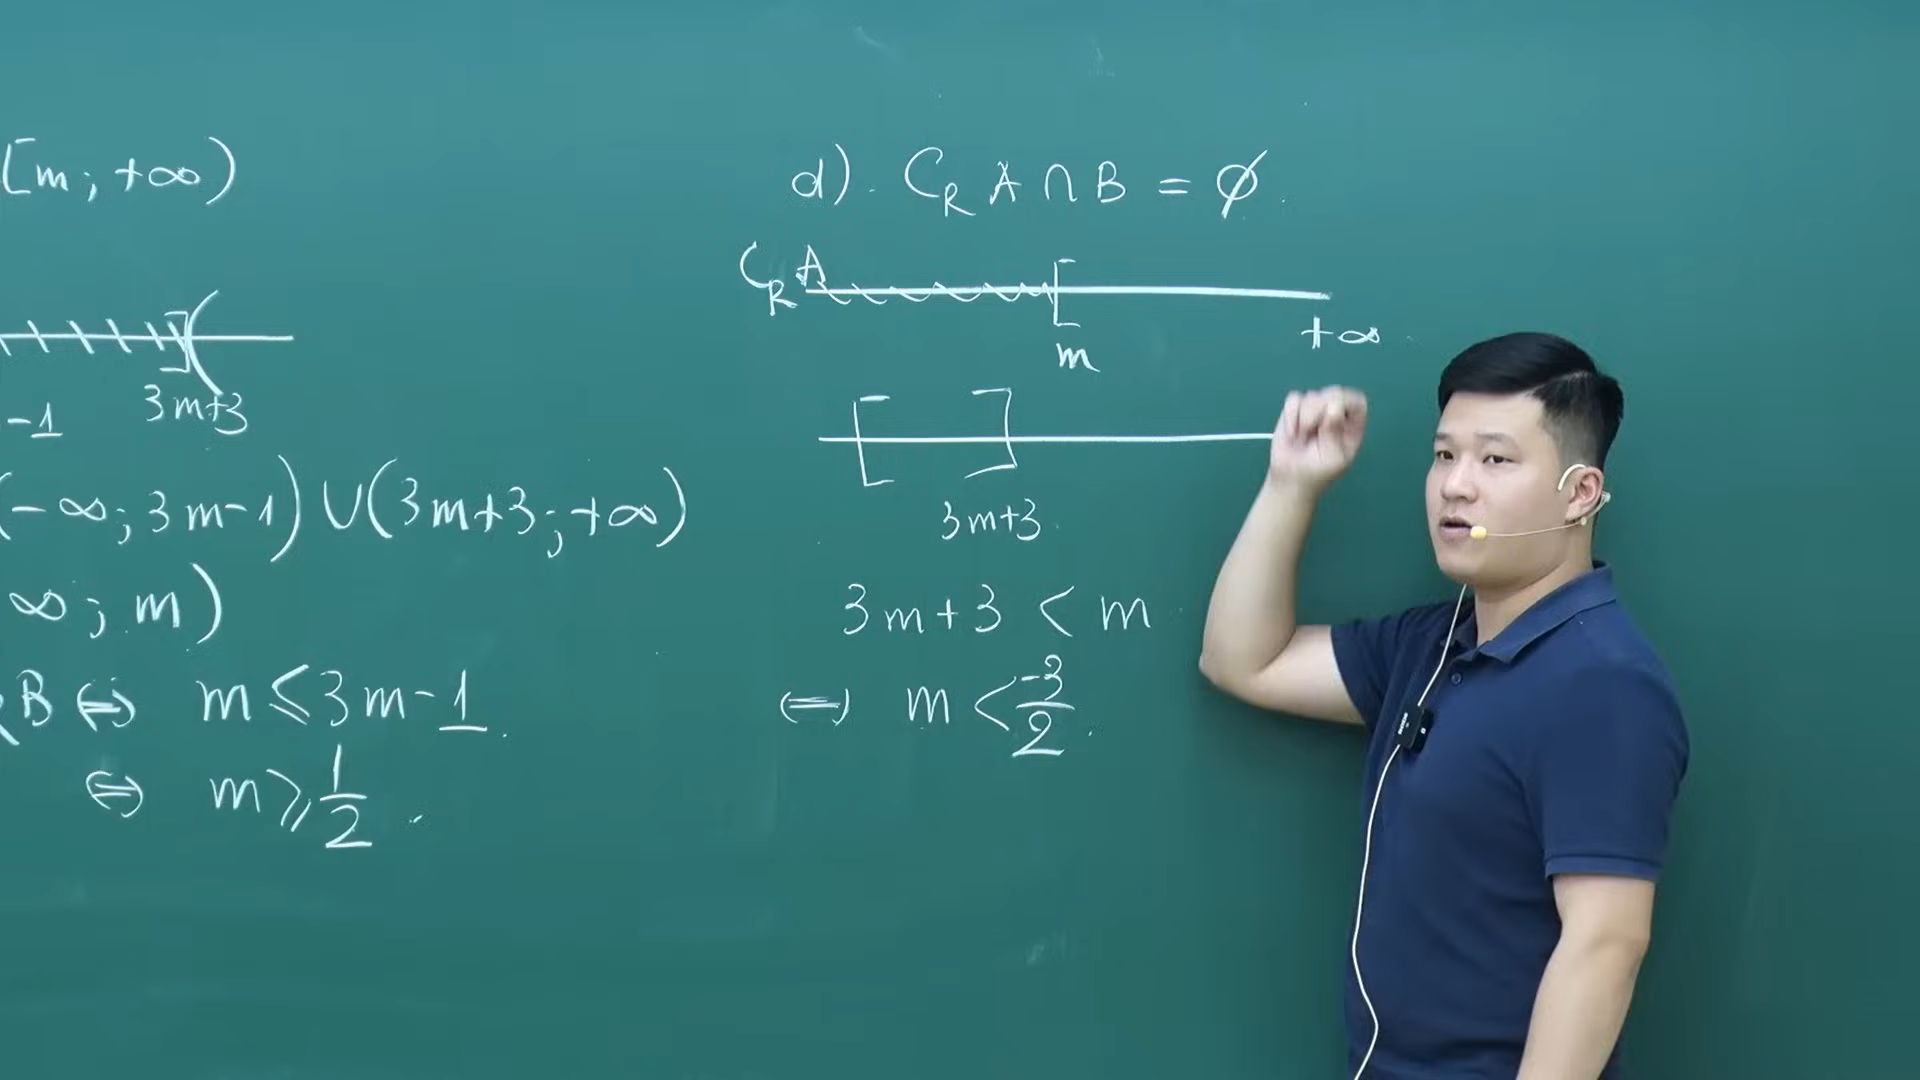 [m; +∞)
-1
3m+3
(-∞; 3m-1) ∪ (3m+3; +∞)
∞; m)
B ⇔ m ≤ 3m-1.
⇔ m ≥ 1/2.
d). C_R A ∩ B = ∅.
C_R A
[
m
+∞
[ ]
3m+3
3m+3 < m
⇔ m < -3/2.